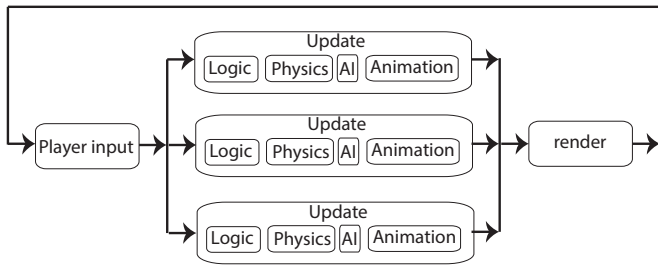 Update
Logic Physics AI Animation
Player input
Update
Logic Physics AI Animation
render
Update
Logic Physics AI Animation